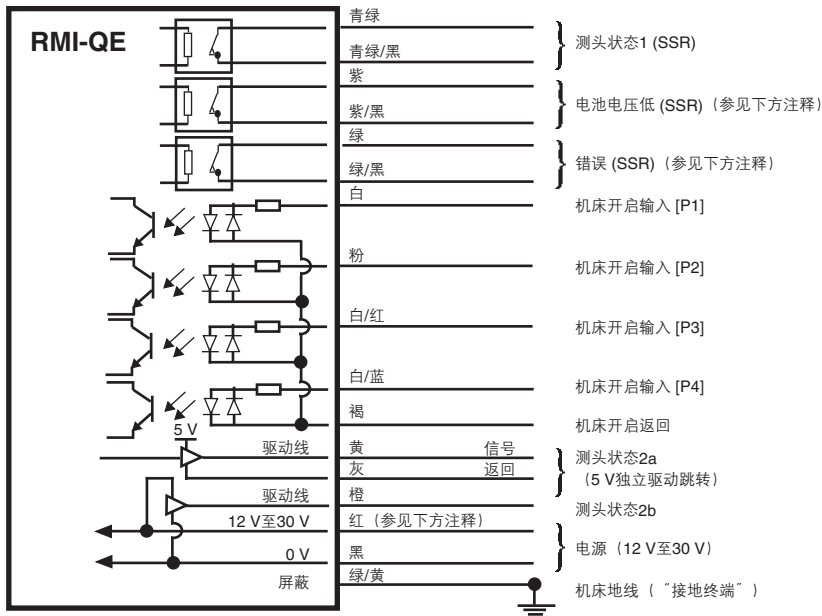 RMI-QE
青绿
青绿/黑
测头状态1 (SSR)
紫
紫/黑
电池电压低 (SSR)（参见下方注释）
绿
绿/黑
错误 (SSR)（参见下方注释）
白
机床开启输入 [P1]
粉
机床开启输入 [P2]
白/红
机床开启输入 [P3]
白/蓝
机床开启输入 [P4]
褐
机床开启返回
5 V
驱动线
黄
信号
灰
返回
测头状态2a
（5 V独立驱动跳转）
驱动线
橙
测头状态2b
12 V至30 V
红（参见下方注释）
0 V
黑
电源（12 V至30 V）
屏蔽
绿/黄
机床地线（“接地终端”）